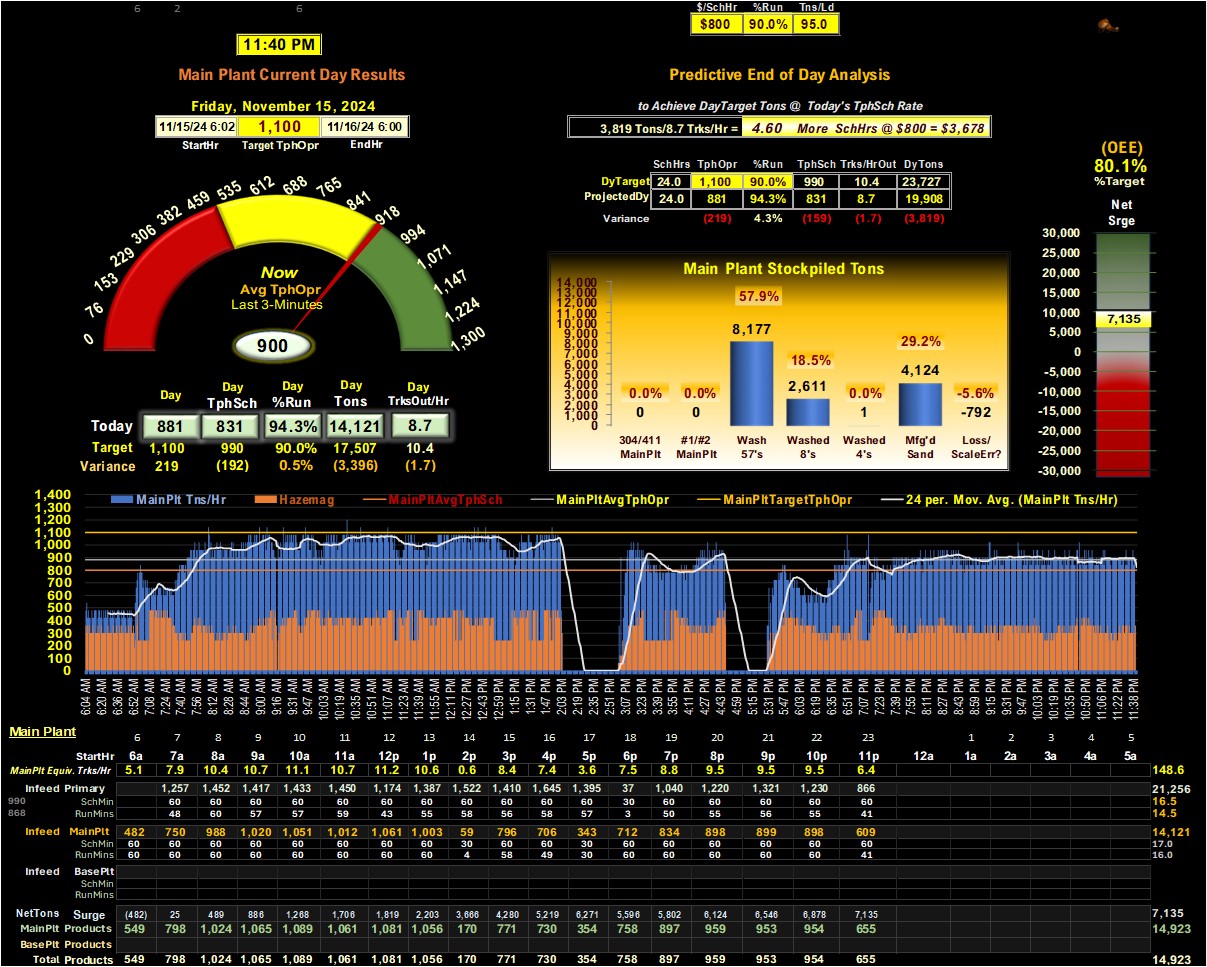 6 2 6
$/SchHr %Run Tns/Ld
$800 90.0% 95.0
11:40 PM
Main Plant Current Day Results
Predictive End of Day Analysis
Friday, November 15, 2024
to Achieve DayTarget Tons @ Today's TphSch Rate
11/15/24 6:02 1,100 11/16/24 6:00
StartHr Target TphOpr EndHr
3,819 Tons/8.7 Trks/Hr = 4.60 More SchHrs @ $800 = $3,678
(OEE)
80.1%
%Target
SchHrs TphOpr %Run TphSch Trks/HrOut DyTons
DyTarget 24.0 1,100 90.0% 990 10.4 23,727
ProjectedDy 24.0 881 94.3% 831 8.7 19,908
Variance (219) 4.3% (159) (1.7) (3,819)
Net
Srge
30,000
25,000
20,000
15,000
10,000
7,135
5,000
0
-5,000
-10,000
-15,000
-20,000
-25,000
-30,000
0 76 153 229 306 382 459 535 612 688 765 841 918 994 1,071 1,147 1,224 1,300
Now
Avg TphOpr
Last 3-Minutes
900
Main Plant Stockpiled Tons
14,000
13,000
12,000
11,000
10,000
9,000
8,000
7,000
6,000
5,000
4,000
3,000
2,000
1,000
0
0.0% 0.0% 57.9% 18.5% 0.0% 29.2% -5.6%
0 0 8,177 2,611 1 4,124 -792
304/411 #1/#2 Wash Washed Washed Mfg'd Loss/
MainPlt MainPlt 57's 8's 4's Sand ScaleErr?
Day Day Day Day Day
TphSch %Run Tons TrksOut/Hr
Today 881 831 94.3% 14,121 8.7
Target 1,100 990 90.0% 17,507 10.4
Variance 219 (192) 0.5% (3,396) (1.7)
MainPlt Tns/Hr Hazemag MainPltAvgTphSch MainPltAvgTphOpr MainPltTargetTphOpr 24 per. Mov. Avg. (MainPlt Tns/Hr)
1,400
1,300
1,200
1,100
1,000
900
800
700
600
500
400
300
200
100
0
6:04 AM 6:20 AM 6:36 AM 6:52 AM 7:08 AM 7:24 AM 7:40 AM 7:56 AM 8:12 AM 8:28 AM 8:44 AM 9:00 AM 9:16 AM 9:31 AM 9:47 AM 10:03 AM 10:19 AM 10:35 AM 10:51 AM 11:07 AM 11:23 AM 11:39 AM 11:55 AM 12:11 PM 12:27 PM 12:43 PM 12:59 PM 1:15 PM 1:31 PM 1:47 PM 2:03 PM 2:19 PM 2:35 PM 2:51 PM 3:07 PM 3:23 PM 3:39 PM 3:55 PM 4:11 PM 4:27 PM 4:43 PM 4:59 PM 5:15 PM 5:31 PM 5:47 PM 6:03 PM 6:19 PM 6:35 PM 6:51 PM 7:07 PM 7:23 PM 7:39 PM 7:55 PM 8:11 PM 8:27 PM 8:43 PM 8:59 PM 9:15 PM 9:31 PM 9:47 PM 10:03 PM 10:19 PM 10:35 PM 10:50 PM 11:06 PM 11:22 PM 11:38 PM
Main Plant
6 7 8 9 10 11 12 13 14 15 16 17 18 19 20 21 22 23 1 2 3 4 5
StartHr 6a 7a 8a 9a 10a 11a 12p 1p 2p 3p 4p 5p 6p 7p 8p 9p 10p 11p 12a 1a 2a 3a 4a 5a
MainPlt Equiv. Trks/Hr 5.1 7.9 10.4 10.7 11.1 10.7 11.2 10.6 0.6 8.4 7.4 3.6 7.5 8.8 9.5 9.5 9.5 6.4 148.6
Infeed Primary 1,257 1,452 1,417 1,433 1,450 1,174 1,387 1,522 1,410 1,645 1,395 37 1,040 1,220 1,321 1,230 866 21,256
990 SchMin 60 60 60 60 60 60 60 60 60 60 60 30 60 60 60 60 60 16.5
868 RunMins 48 60 57 57 59 43 55 58 56 58 57 3 50 55 56 55 41 14.5
Infeed MainPlt 482 750 988 1,020 1,051 1,012 1,061 1,003 59 796 706 343 712 834 898 899 898 609 14,121
SchMin 60 60 60 60 60 60 60 60 30 60 60 30 60 60 60 60 60 60 17.0
RunMins 60 60 60 60 60 60 60 60 4 58 49 30 60 60 60 60 60 41 16.0
Infeed BasePlt
SchMin
RunMins
NetTons Surge (482) 25 489 886 1,268 1,706 1,819 2,203 3,666 4,280 5,219 6,271 5,596 5,802 6,124 6,546 6,878 7,135 7,135
MainPlt Products 549 798 1,024 1,065 1,089 1,061 1,081 1,056 170 771 730 354 758 897 959 953 954 655 14,923
BasePlt Products
Total Products 549 798 1,024 1,065 1,089 1,061 1,081 1,056 170 771 730 354 758 897 959 953 954 655 14,923